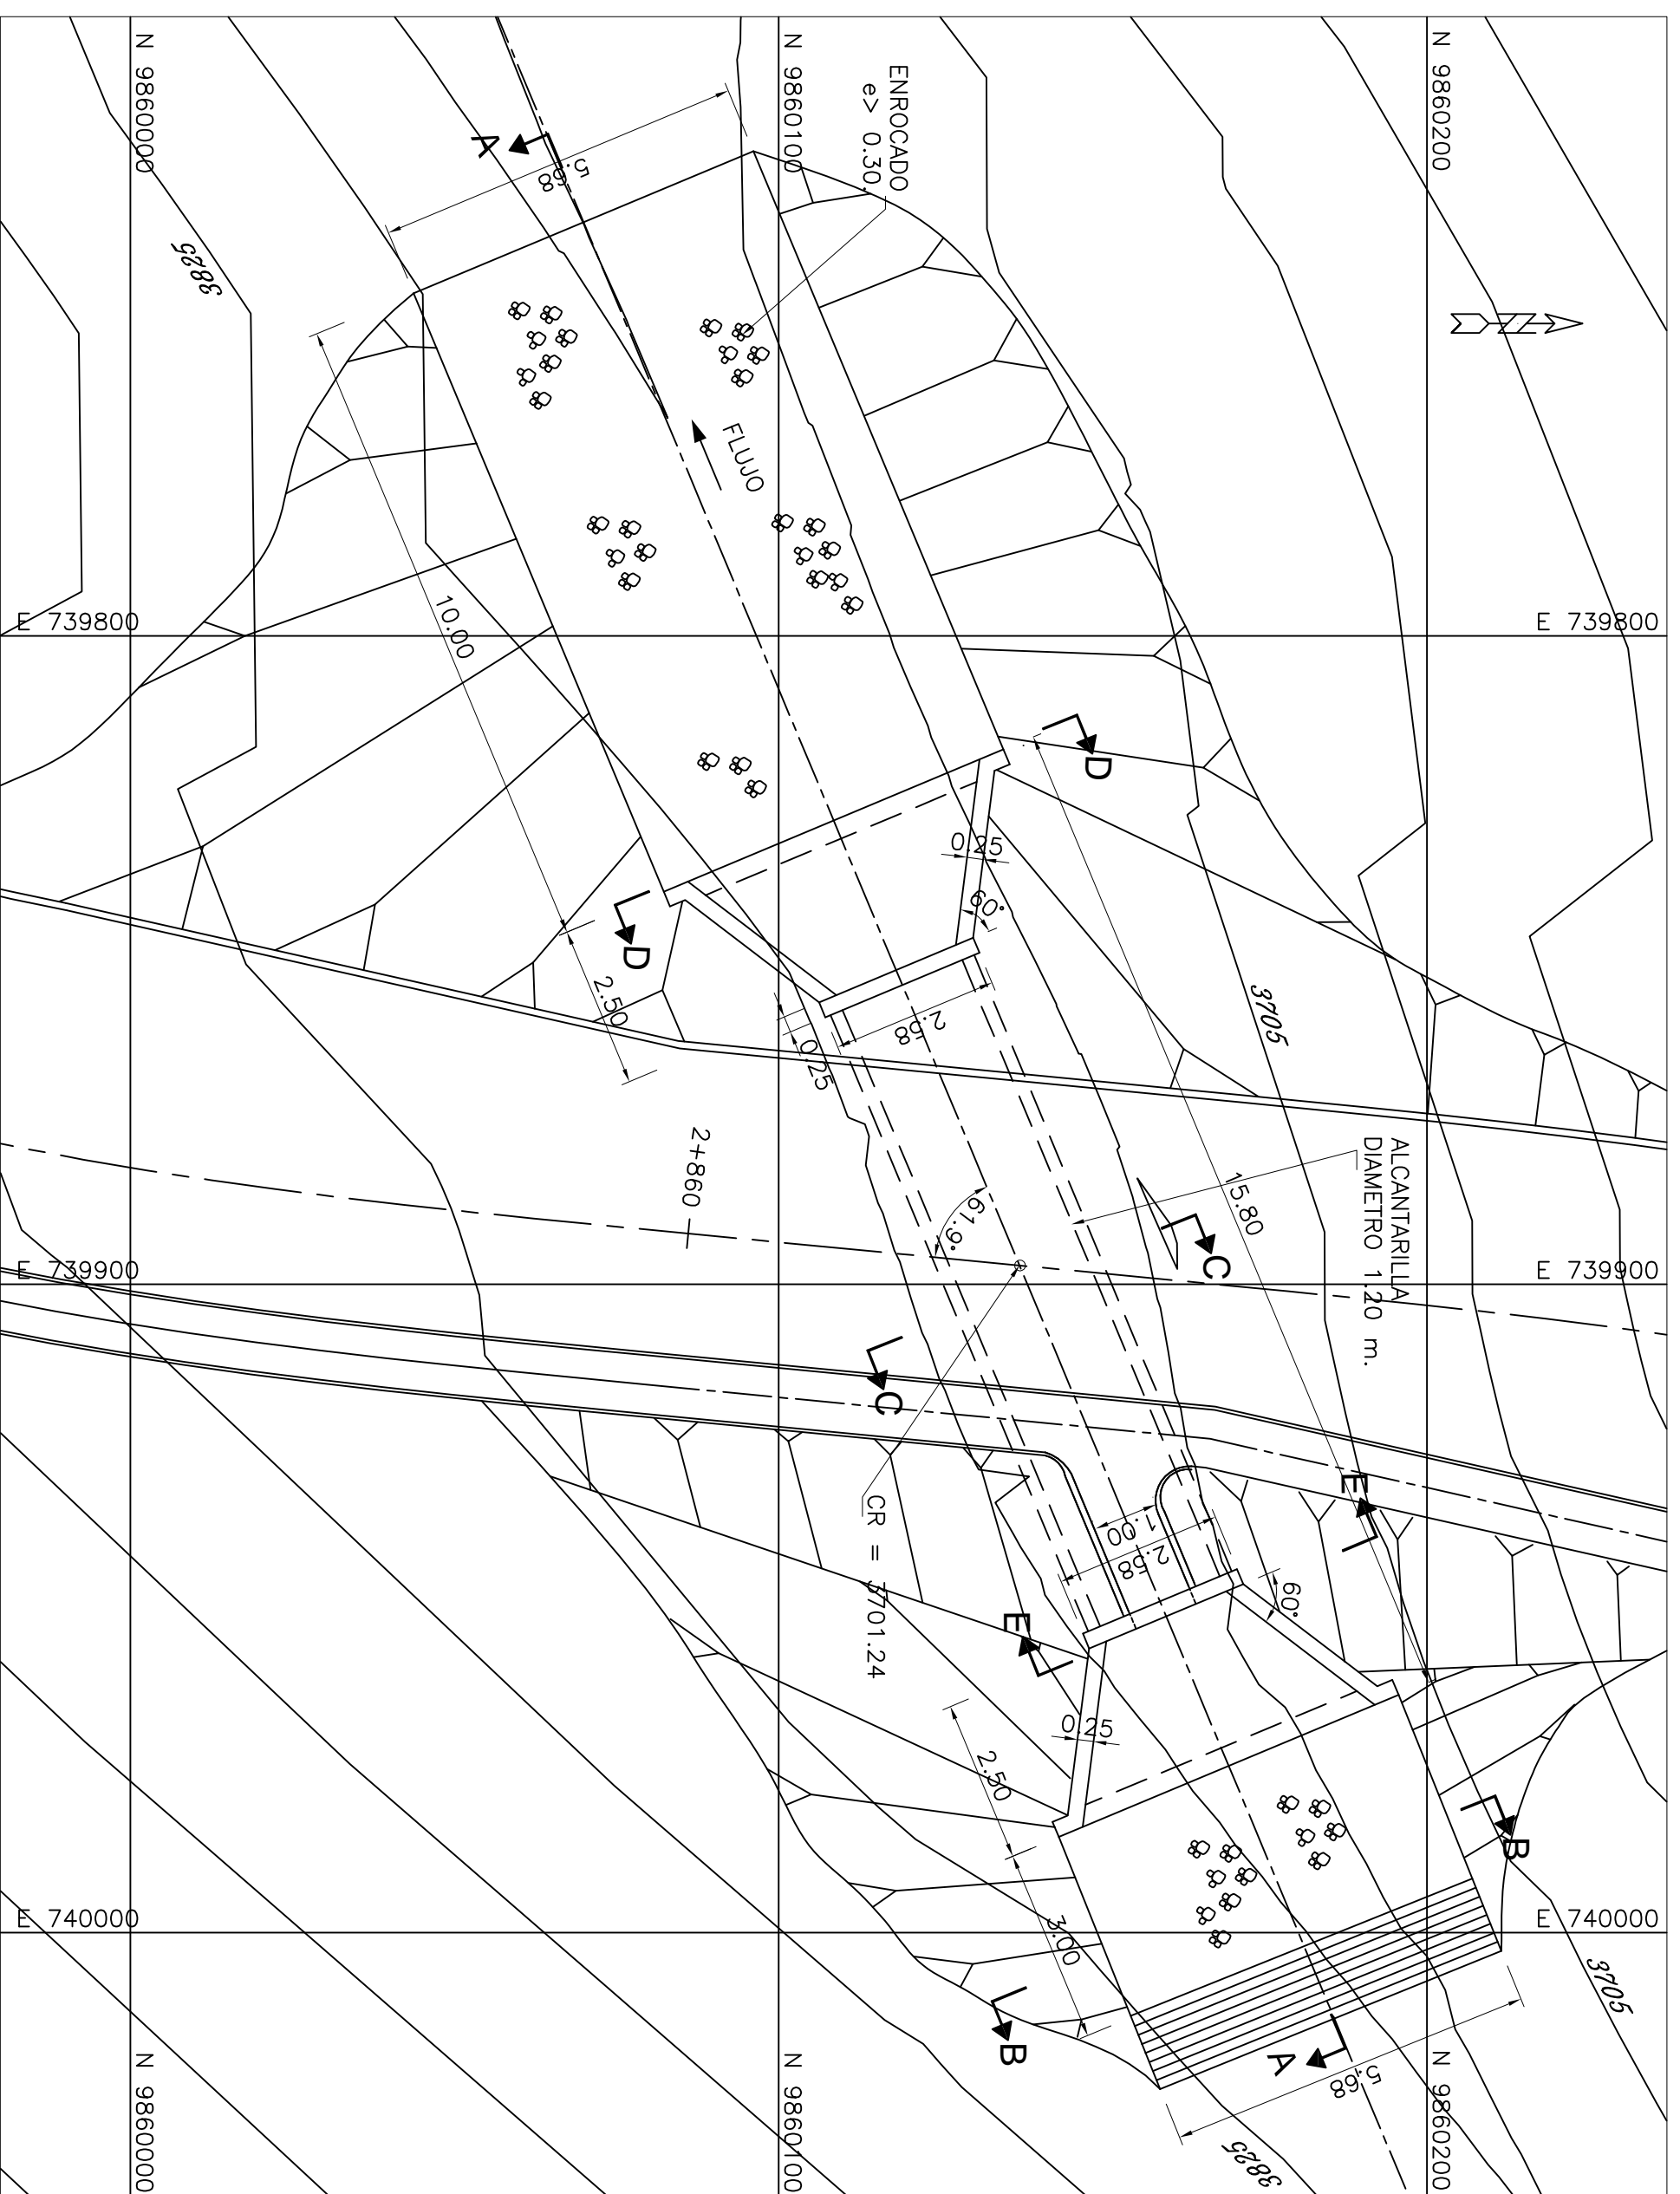 N 9860000
N 9860100
N 9860200
ENROCADO
e> 0.30.
A
5.68
3825
FLUJO
10.00
E 739800
E 739800
D
0.25
60°
D
2.50
2.58
0.25
3705
2+860
61.9°
15.80
ALCANTARILLA
DIAMETRO 1.20 m.
C
E 739900
E 739900
C
CR = 3701.24
E
1.00
2.58
60°
E
0.25
2.50
B
3.00
E 740000
E 740000
3705
B
A
5.68
3825
N 9860000
N 9860100
N 9860200